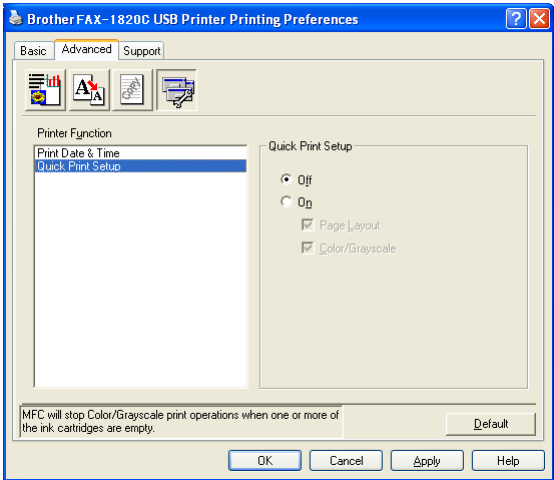 Brother FAX-1820C USB Printer Printing Preferences
Basic Advanced Support
Printer Function
Print Date & Time
Quick Print Setup
Quick Print Setup
Off
On
Page Layout
Color/Grayscale
MFC will stop Color/Grayscale print operations when one or more of
the ink cartridges are empty.
Default
OK Cancel Apply Help